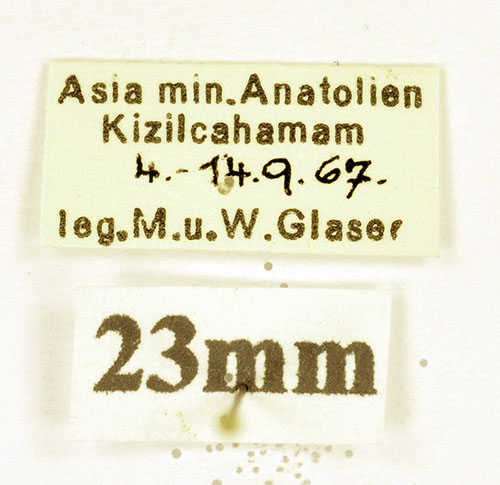 Asia min.Anatolien
Kizilcahamam
4.-14.9.67.
leg.M.u.W.Glaser
23mm